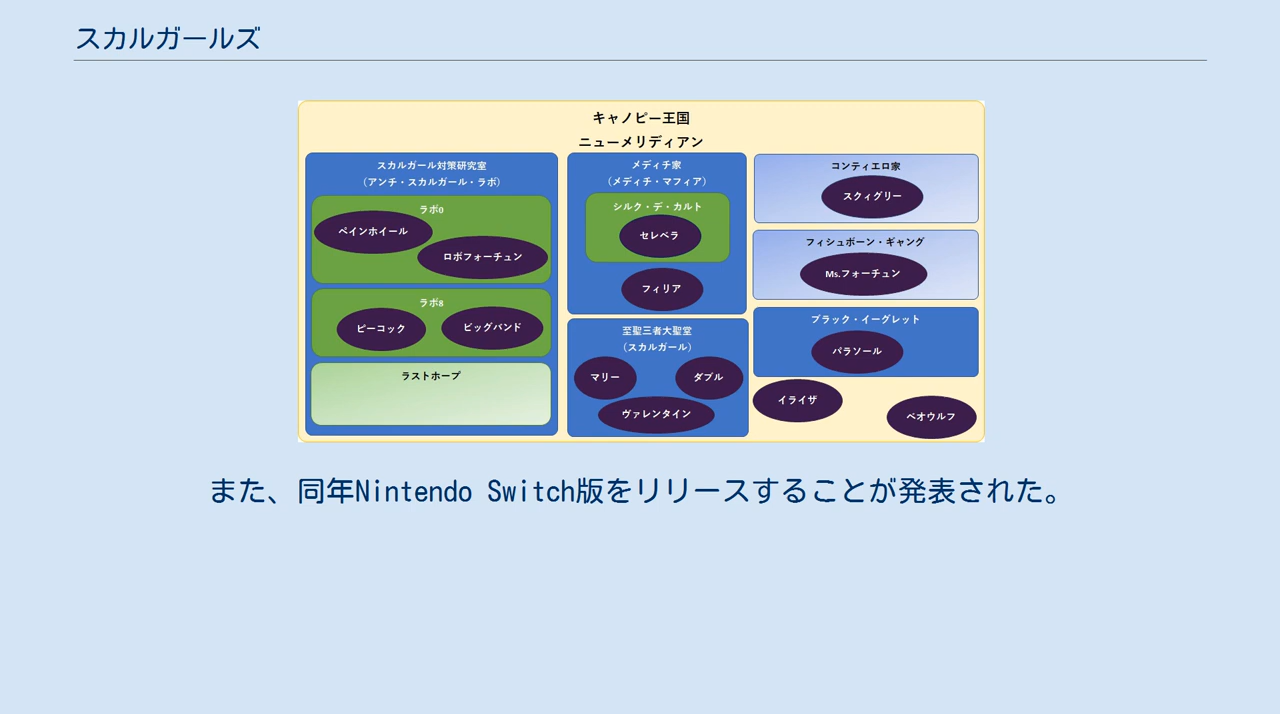 スカルガールズ
キャノピー王国
ニューメリディアン
スカルガール対策研究室
（アンチ・スカルガール・ラボ）
ラボ0
ペインホイール
ロボフォーチュン
ラボ8
ピーコック
ビッグバンド
ラストホープ
メディチ家
（メディチ・マフィア）
シルク・デ・カルト
セレベラ
フィリア
至聖三者大聖堂
（スカルガール）
マリー
ダブル
ヴァレンタイン
コンティエロ家
スクィグリー
フィシュボーン・ギャング
Ms.フォーチュン
ブラック・イーグレット
パラソール
イライザ
ベオウルフ
また、同年Nintendo Switch版をリリースすることが発表された。